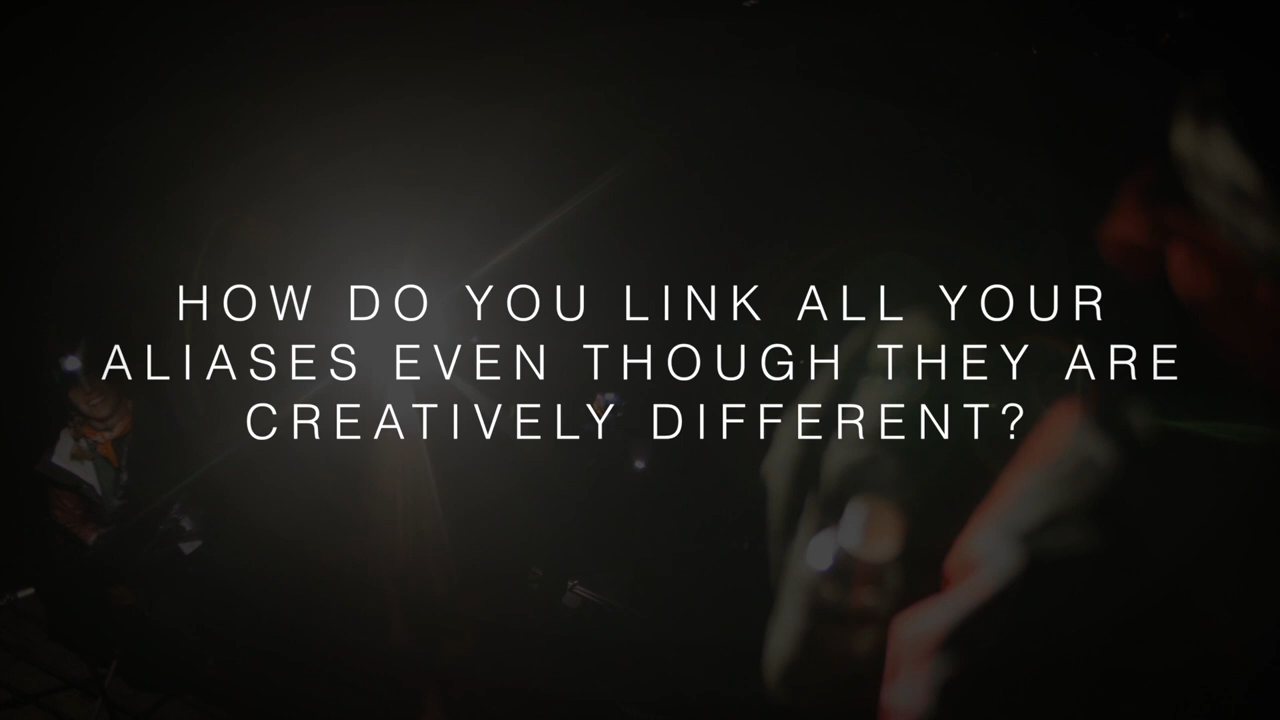 HOW DO YOU LINK ALL YOUR
ALIASES EVEN THOUGH THEY ARE
CREATIVELY DIFFERENT?